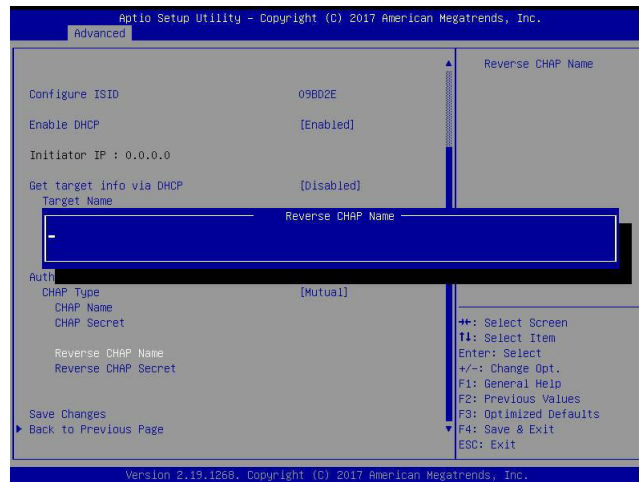 Aptio Setup Utility – Copyright (C) 2017 American Megatrends, Inc.
Advanced
Configure ISID 09BD2E
Enable DHCP [Enabled]
Initiator IP : 0.0.0.0
Get target info via DHCP [Disabled]
Target Name
Reverse CHAP Name
Auth
CHAP Type [Mutual]
CHAP Name
CHAP Secret
Reverse CHAP Name
Reverse CHAP Secret
Save Changes
Back to Previous Page
Reverse CHAP Name
→←: Select Screen
↑↓: Select Item
Enter: Select
+/-: Change Opt.
F1: General Help
F2: Previous Values
F3: Optimized Defaults
F4: Save & Exit
ESC: Exit
Version 2.19.1268. Copyright (C) 2017 American Megatrends, Inc.